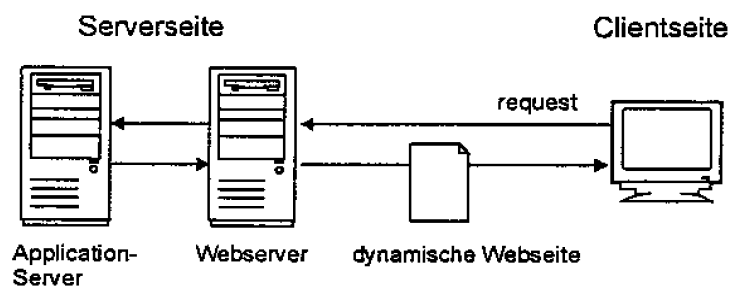 Serverseite
Clientseite
request
Application-
Server
Webserver
dynamische Webseite